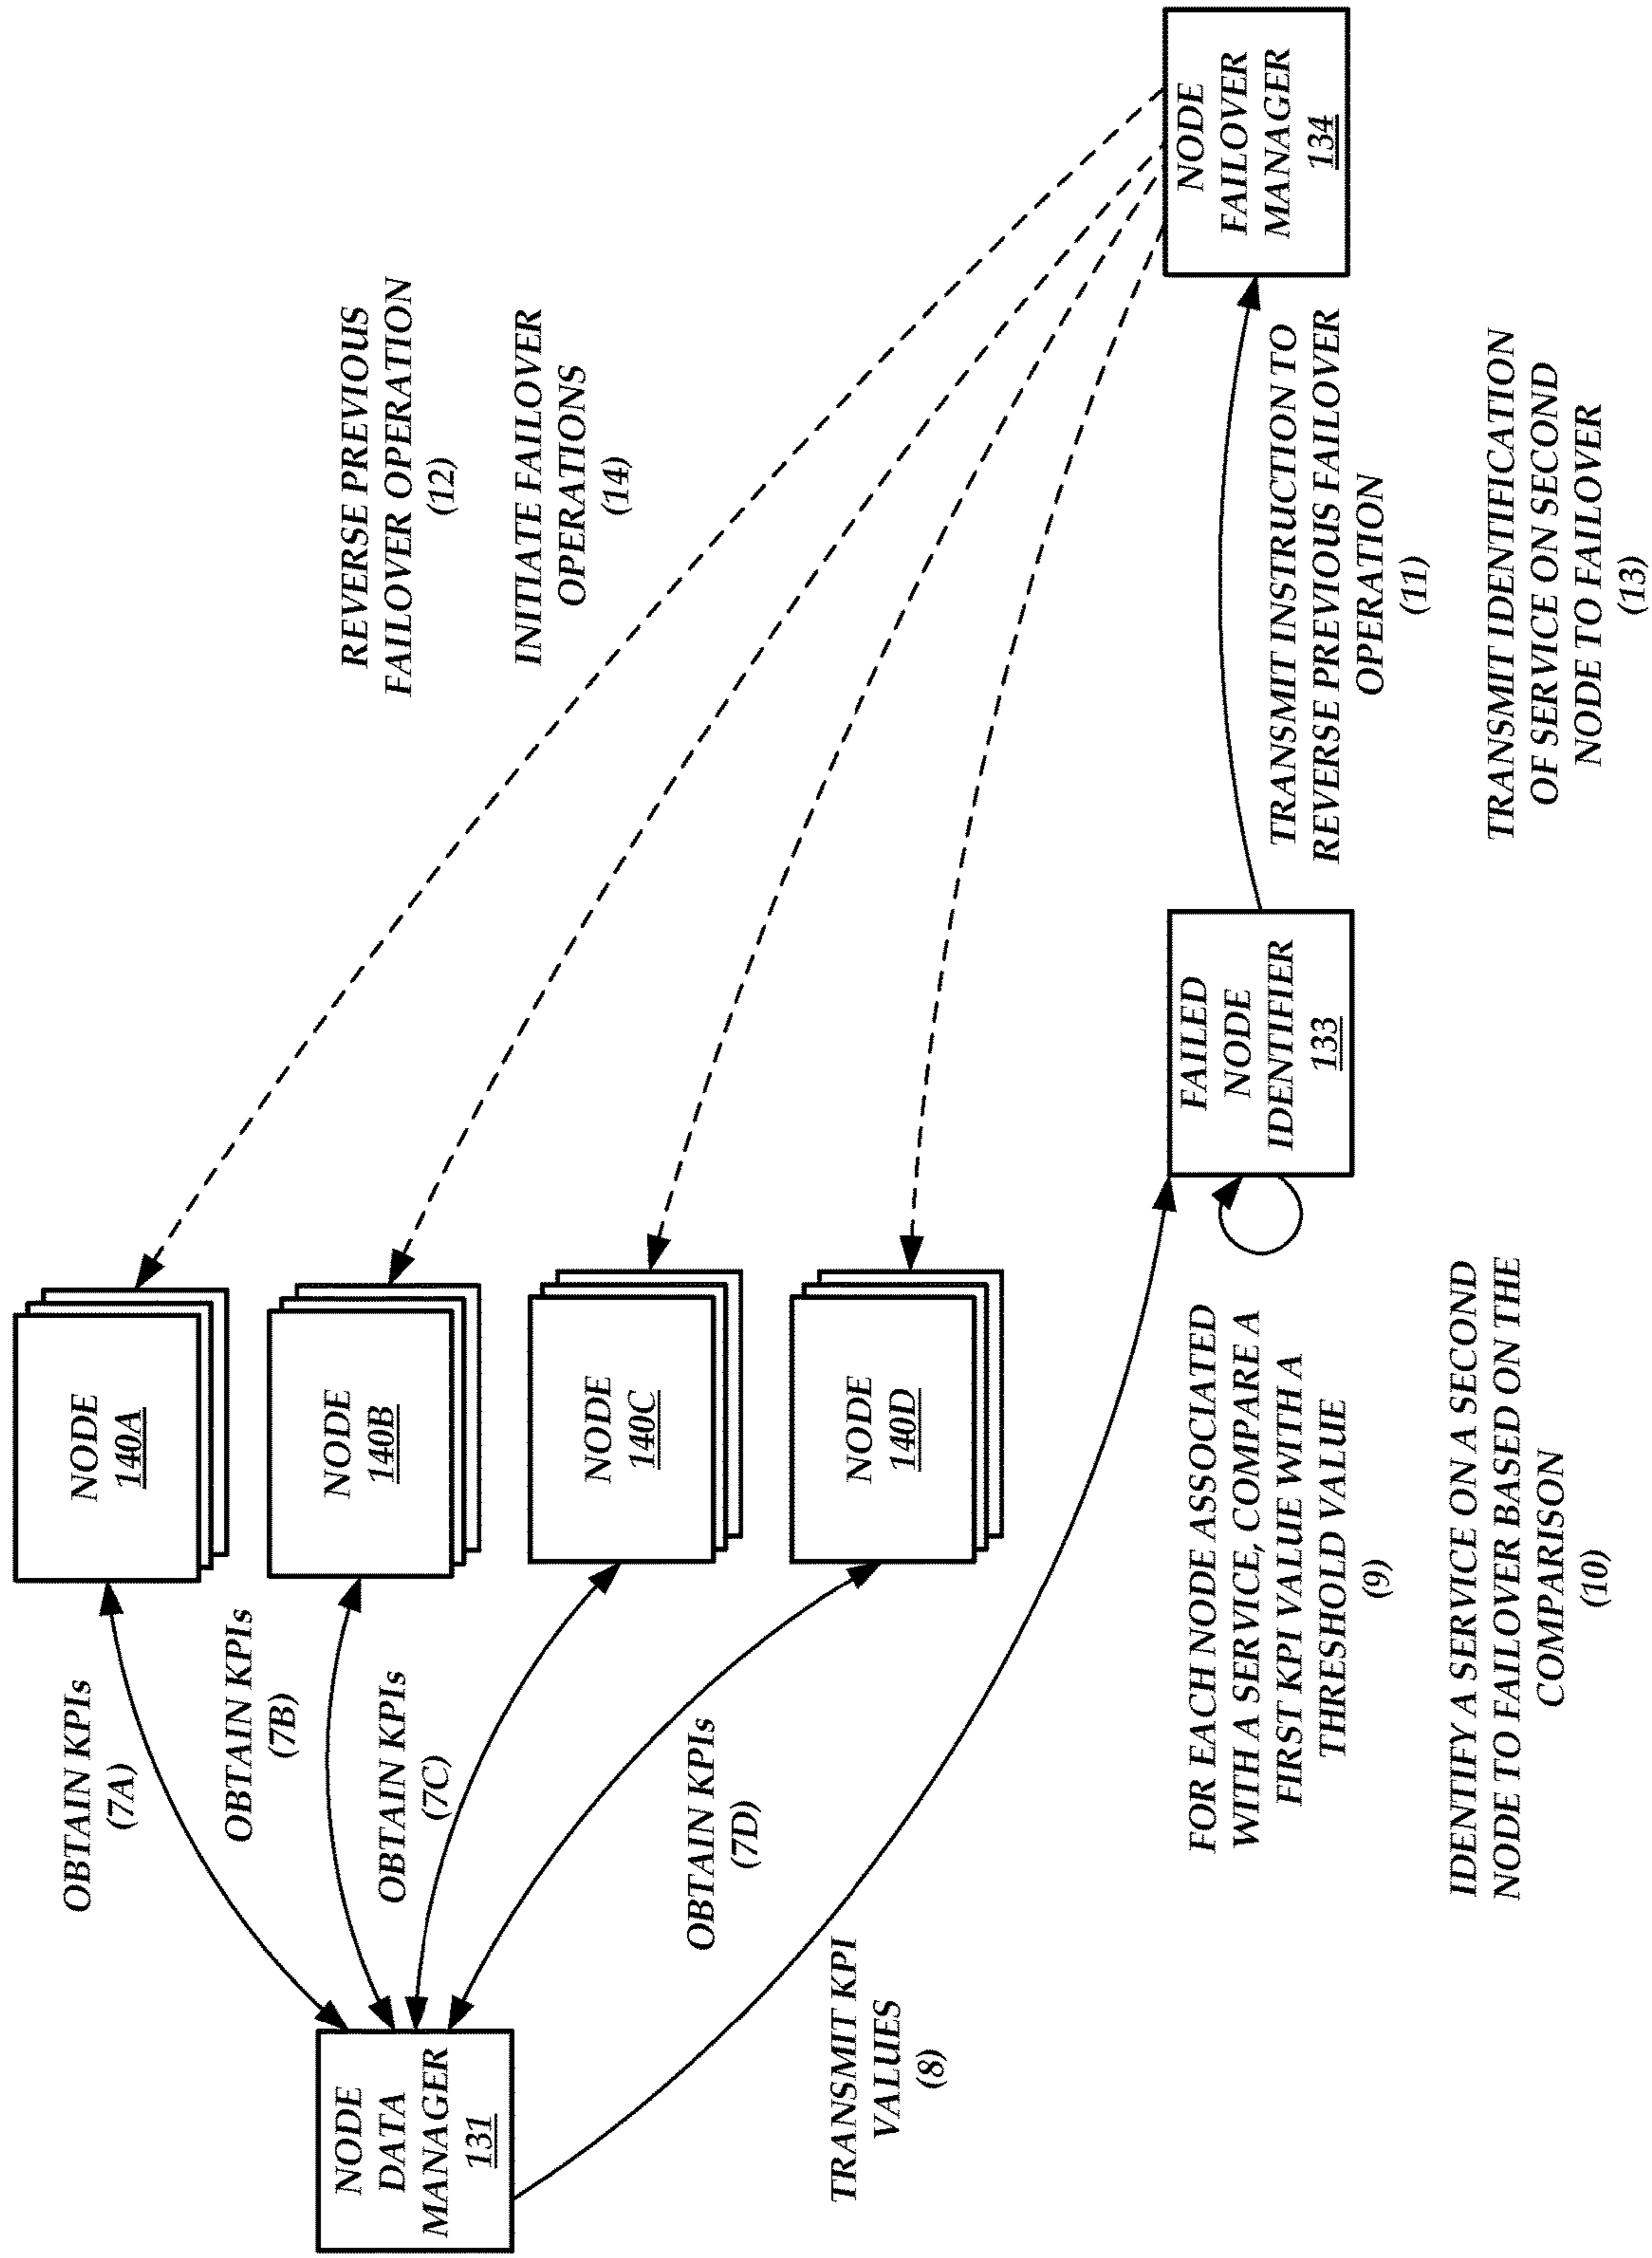 NODE
DATA
MANAGER
131
OBTAIN KPIs
(7A)
OBTAIN KPIs
(7B)
OBTAIN KPIs
(7C)
OBTAIN KPIs
(7D)
NODE
140A
NODE
140B
NODE
140C
NODE
140D
TRANSMIT KPI
VALUES
(8)
FOR EACH NODE ASSOCIATED
WITH A SERVICE, COMPARE A
FIRST KPI VALUE WITH A
THRESHOLD VALUE
(9)
IDENTIFY A SERVICE ON A SECOND
NODE TO FAILOVER BASED ON THE
COMPARISON
(10)
FAILED
NODE
IDENTIFIER
133
TRANSMIT INSTRUCTION TO
REVERSE PREVIOUS FAILOVER
OPERATION
(11)
TRANSMIT IDENTIFICATION
OF SERVICE ON SECOND
NODE TO FAILOVER
(13)
REVERSE PREVIOUS
FAILOVER OPERATION
(12)
INITIATE FAILOVER
OPERATIONS
(14)
NODE
FAILOVER
MANAGER
134